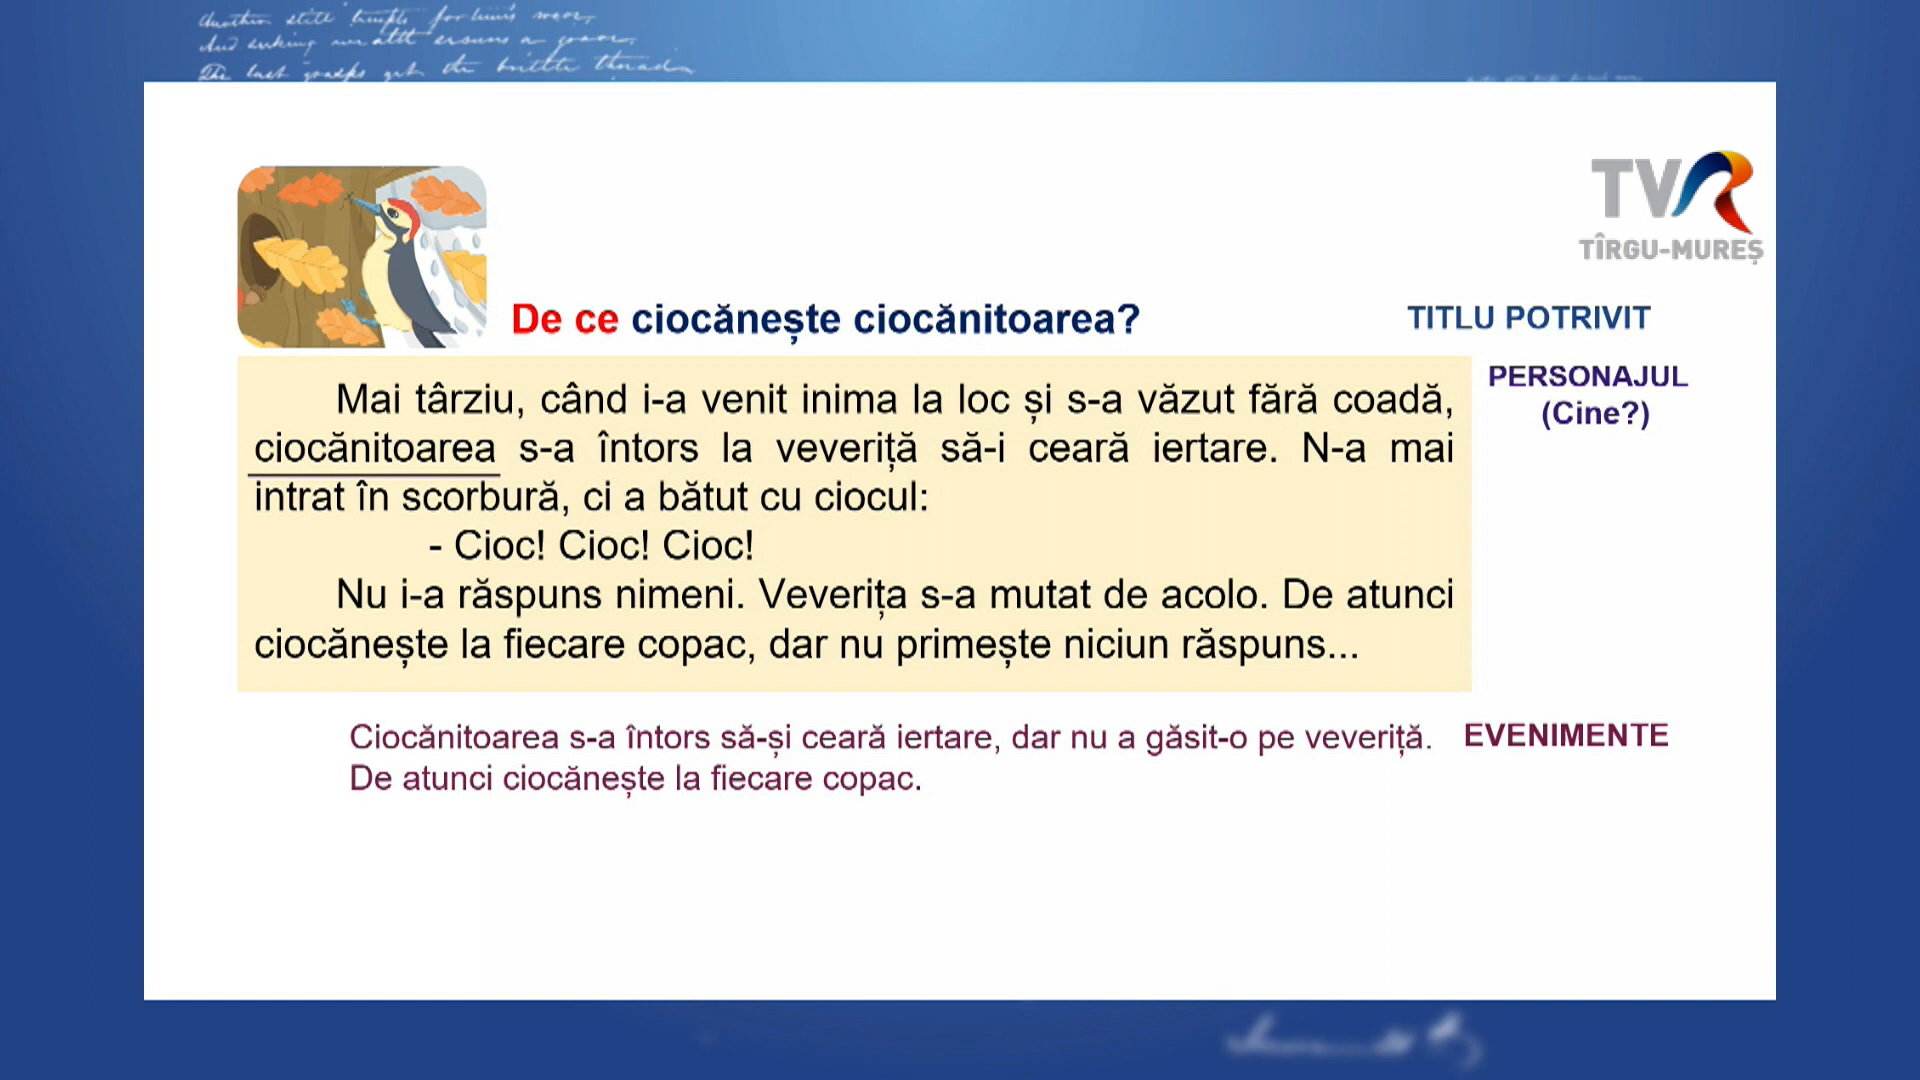 De ce ciocănește ciocănitoarea?
TITLU POTRIVIT
TVR
TÎRGU-MUREȘ
Mai târziu, când i-a venit inima la loc și s-a văzut fără coadă,
ciocănitoarea s-a întors la veveriță să-i ceară iertare. N-a mai
intrat în scorbură, ci a bătut cu ciocul:
- Cioc! Cioc! Cioc!
Nu i-a răspuns nimeni. Veverița s-a mutat de acolo. De atunci
ciocănește la fiecare copac, dar nu primește niciun răspuns...
PERSONAJUL
(Cine?)
Ciocănitoarea s-a întors să-și ceară iertare, dar nu a găsit-o pe veveriță.
De atunci ciocănește la fiecare copac.
EVENIMENTE